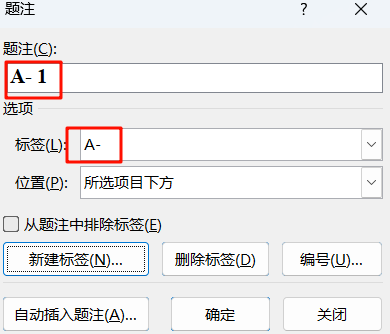 题注
?
题注(C):
A- 1
选项
标签(L): A-
位置(P): 所选项目下方
从题注中排除标签(E)
新建标签(N)... 删除标签(D) 编号(U)...
自动插入题注(A)... 确定 关闭